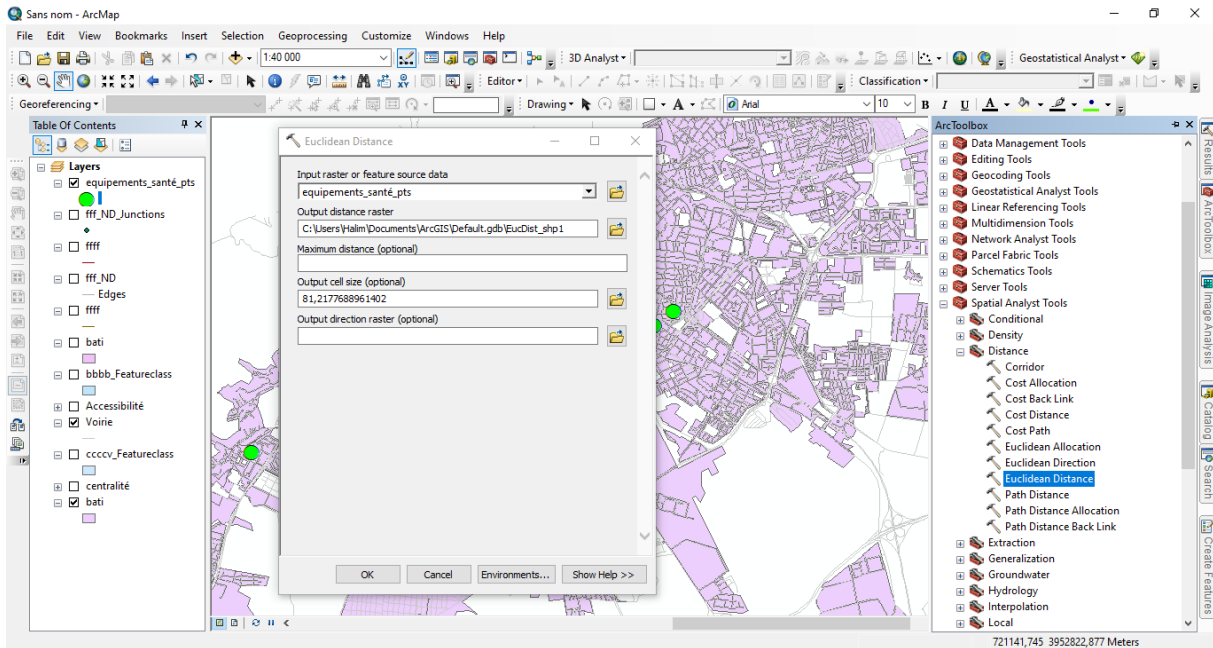 Sans nom - ArcMap
File Edit View Bookmarks Insert Selection Geoprocessing Customize Windows Help
1:40 000
3D Analyst
Geostatistical Analyst
Editor
Classification
Georeferencing
Drawing
A
Arial
10
B I U A
Table Of Contents
Layers
equipements_santé_pts
fff_ND_Junctions
ffff
fff_ND
Edges
ffff
bati
bbbb_Featureclass
Accessibilité
Voirie
ccccv_Featureclass
centralité
bati
Euclidean Distance
Input raster or feature source data
equipements_santé_pts
Output distance raster
C:\Users\Halim\Documents\ArcGIS\Default.gdb\EucDist_shp1
Maximum distance (optional)
Output cell size (optional)
81,2177688961402
Output direction raster (optional)
OK
Cancel
Environments...
Show Help >>
ArcToolbox
Data Management Tools
Editing Tools
Geocoding Tools
Geostatistical Analyst Tools
Linear Referencing Tools
Multidimension Tools
Network Analyst Tools
Parcel Fabric Tools
Schematics Tools
Server Tools
Spatial Analyst Tools
Conditional
Density
Distance
Corridor
Cost Allocation
Cost Back Link
Cost Distance
Cost Path
Euclidean Allocation
Euclidean Direction
Euclidean Distance
Path Distance
Path Distance Allocation
Path Distance Back Link
Extraction
Generalization
Groundwater
Hydrology
Interpolation
Local
Results
ArcToolbox
Image Analysis
Catalog
Search
Create Features
721141,745 3952822,877 Meters